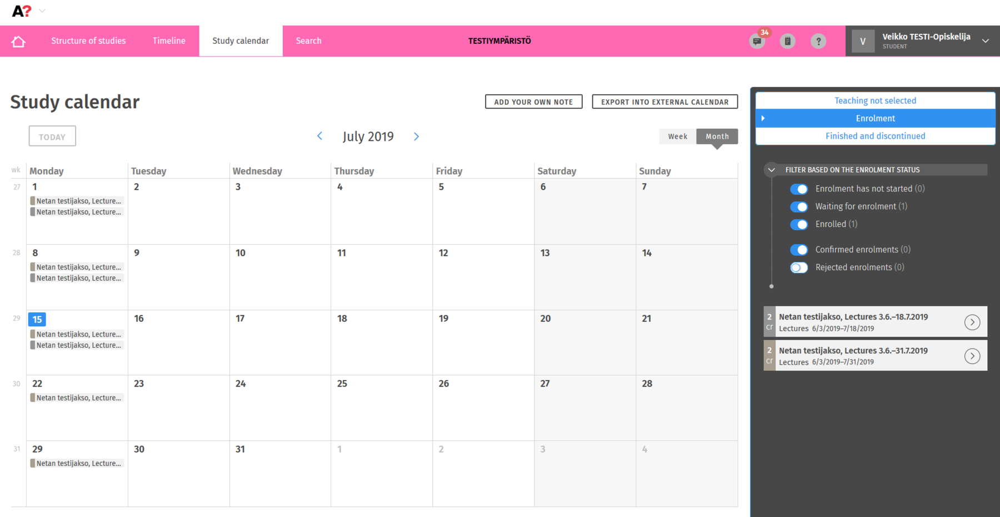 A?
Structure of studies
Timeline
Study calendar
Search
TESTIYMPÄRISTÖ
34
?
V
Veikko TESTI-Opiskelija
STUDENT
Study calendar
ADD YOUR OWN NOTE
EXPORT INTO EXTERNAL CALENDAR
TODAY
July 2019
Week
Month
wk Monday Tuesday Wednesday Thursday Friday Saturday Sunday
27 1 2 3 4 5 6 7
Netan testijakso, Lecture...
Netan testijakso, Lecture...
28 8 9 10 11 12 13 14
Netan testijakso, Lecture...
Netan testijakso, Lecture...
29 15 16 17 18 19 20 21
Netan testijakso, Lecture...
Netan testijakso, Lecture...
30 22 23 24 25 26 27 28
Netan testijakso, Lecture...
31 29 30 31 1 2 3 4
Netan testijakso, Lecture...
Teaching not selected
Enrolment
Finished and discontinued
FILTER BASED ON THE ENROLMENT STATUS
Enrolment has not started (0)
Waiting for enrolment (1)
Enrolled (1)
Confirmed enrolments (0)
Rejected enrolments (0)
2 Netan testijakso, Lectures 3.6.–18.7.2019
cr Lectures 6/3/2019–7/18/2019
2 Netan testijakso, Lectures 3.6.–31.7.2019
cr Lectures 6/3/2019–7/31/2019